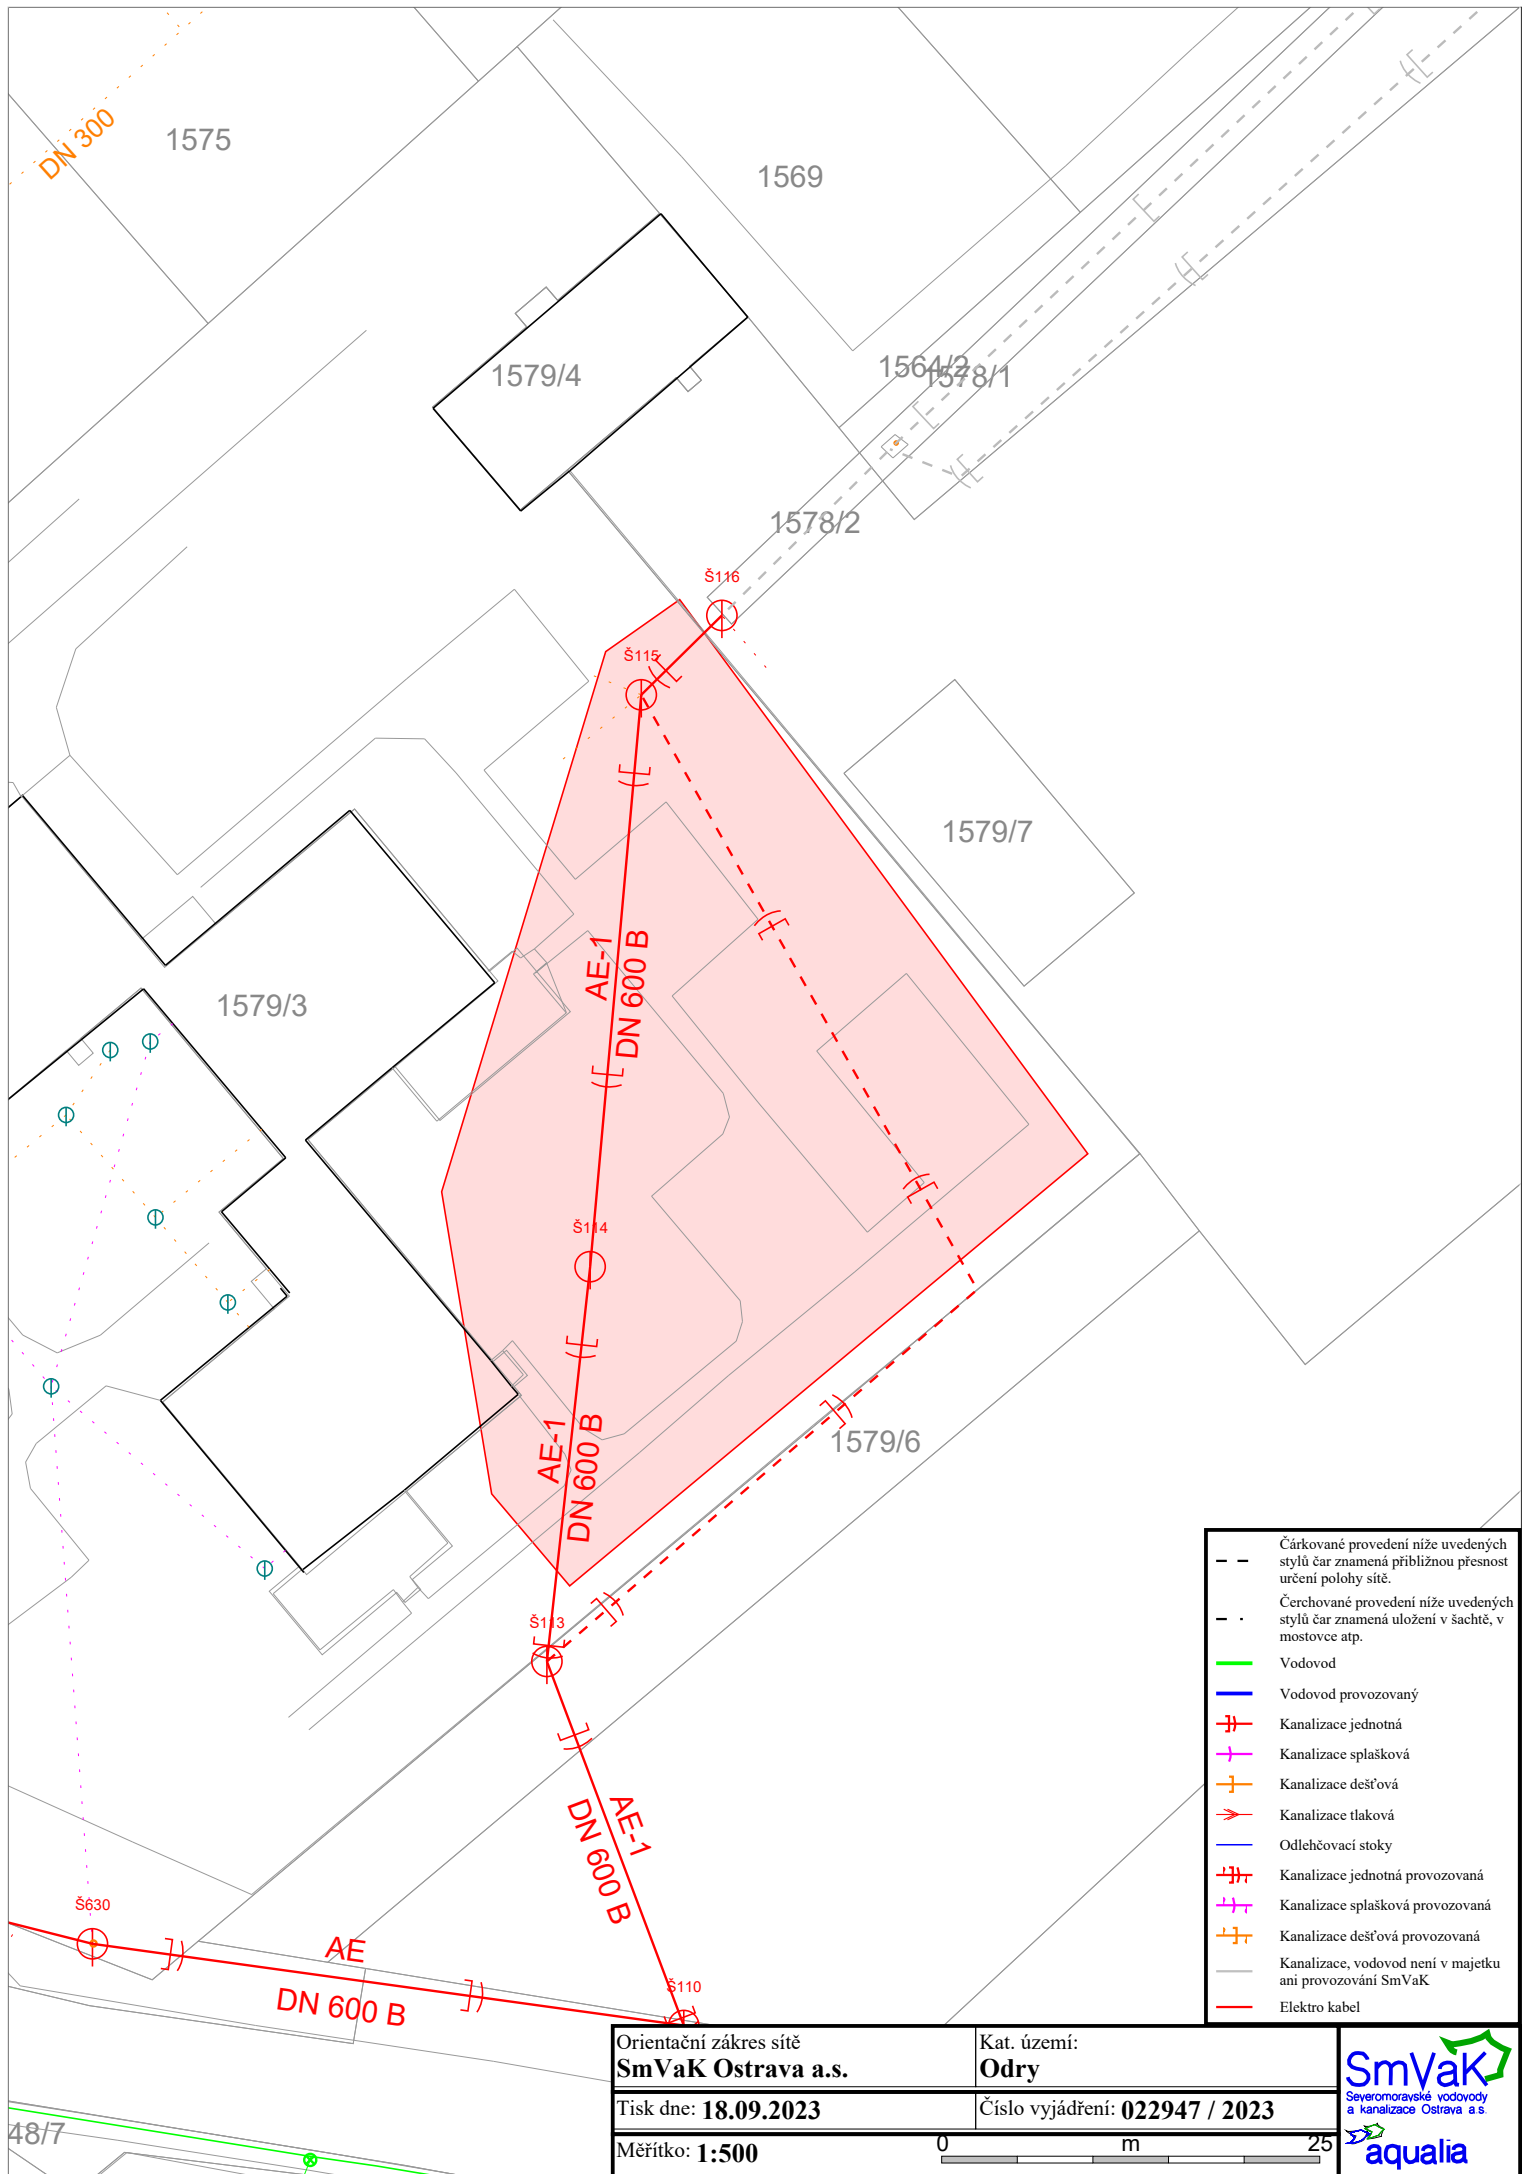 DN 300
1575
1569
1579/4
1564/2
1578/1
1578/2
Š116
Š115
1579/7
AE-1
DN 600 B
1579/3
Š114
AE-1
DN 600 B
1579/6
Š113
AE-1
DN 600 B
Š630
AE
DN 600 B
Š110
48/7
Čárkované provedení níže uvedených
stylů čar znamená přibližnou přesnost
určení polohy sítě.
Čerchované provedení níže uvedených
stylů čar znamená uložení v šachtě, v
mostovce atp.
Vodovod
Vodovod provozovaný
Kanalizace jednotná
Kanalizace splašková
Kanalizace dešťová
Kanalizace tlaková
Odlehčovací stoky
Kanalizace jednotná provozovaná
Kanalizace splašková provozovaná
Kanalizace dešťová provozovaná
Kanalizace, vodovod není v majetku
ani provozování SmVaK
Elektro kabel
Orientační zákres sítě
SmVaK Ostrava a.s.
Kat. území:
Odry
Tisk dne: 18.09.2023
Číslo vyjádření: 022947 / 2023
Měřítko: 1:500
0 m 25
SmVaK
Severomoravské vodovody
a kanalizace Ostrava a.s.
aqualia